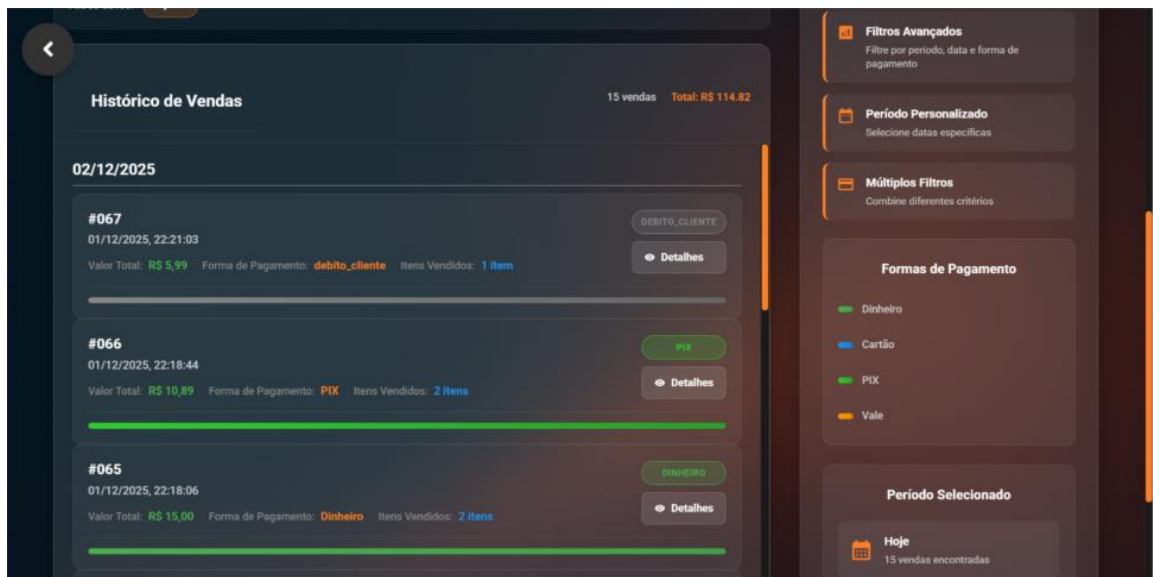 Histórico de Vendas
15 vendas Total: R$ 114.82
02/12/2025
#067
DEBITO_CLIENTE
01/12/2025, 22:21:03
Detalhes
Valor Total: R$ 5,99 Forma de Pagamento: debito_cliente Itens Vendidos: 1 item
#066
PIX
01/12/2025, 22:18:44
Detalhes
Valor Total: R$ 10,89 Forma de Pagamento: PIX Itens Vendidos: 2 itens
#065
DINHEIRO
01/12/2025, 22:18:06
Detalhes
Valor Total: R$ 15,00 Forma de Pagamento: Dinheiro Itens Vendidos: 2 itens
Filtros Avançados
Filtre por período, data e forma de
pagamento
Período Personalizado
Selecione datas específicas
Múltiplos Filtros
Combine diferentes critérios
Formas de Pagamento
Dinheiro
Cartão
PIX
Vale
Período Selecionado
Hoje
15 vendas encontradas